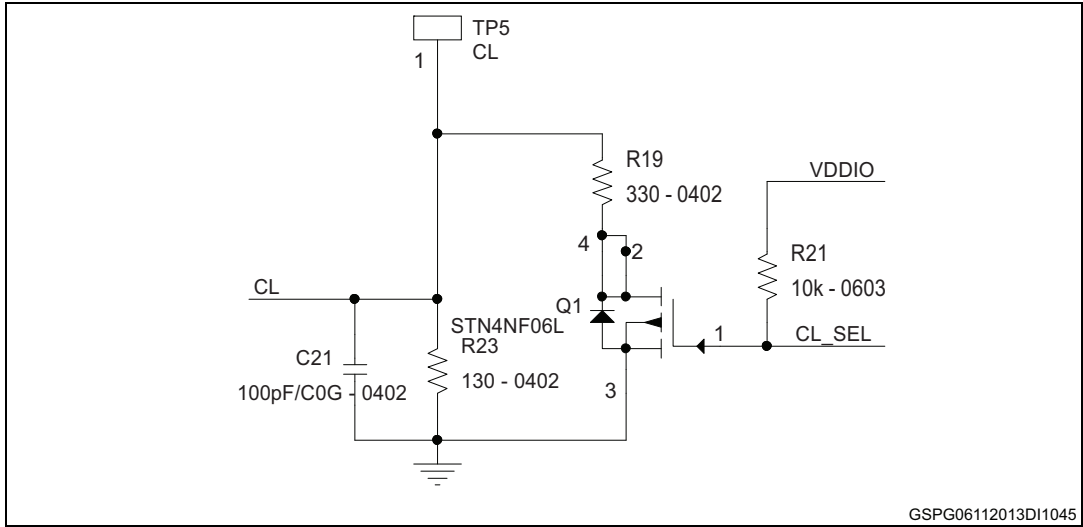 TP5
CL
1
R19
330 - 0402
VDDIO
4
2
R21
10k - 0603
CL
Q1
STN4NF06L
1
CL_SEL
R23
C21
130 - 0402
100pF/C0G - 0402
3
GSPG06112013DI1045